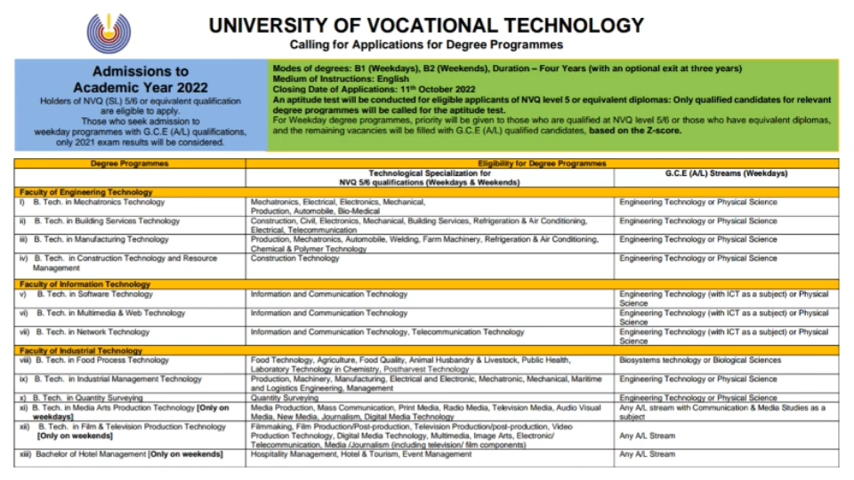 UNIVERSITY OF VOCATIONAL TECHNOLOGY
Calling for Applications for Degree Programmes
Admissions to
Academic Year 2022
Holders of NVQ (SL) 5/6 or equivalent qualification
are eligible to apply.
Those who seek admission to
weekday programmes with G.C.E (A/L) qualifications,
only 2021 exam results will be considered.
Modes of degrees: B1 (Weekdays), B2 (Weekends), Duration – Four Years (with an optional exit at three years)
Medium of Instructions: English
Closing Date of Applications: 11th October 2022
An aptitude test will be conducted for eligible applicants of NVQ level 5 or equivalent diplomas: Only qualified candidates for relevant
degree programmes will be called for the aptitude test.
For Weekday degree programmes, priority will be given to those who are qualified at NVQ level 5/6 or those who have equivalent diplomas,
and the remaining vacancies will be filled with G.C.E (A/L) qualified candidates, based on the Z-score.
Degree Programmes Eligibility for Degree Programmes
Technological Specialization for
NVQ 5/6 qualifications (Weekdays & Weekends)
G.C.E (A/L) Streams (Weekdays)
Faculty of Engineering Technology
I) B. Tech. in Mechatronics Technology
Mechatronics, Electrical, Electronics, Mechanical,
Production, Automobile, Bio-Medical
Engineering Technology or Physical Science
ii) B. Tech. in Building Services Technology
Construction, Civil, Electronics, Mechanical, Building Services, Refrigeration & Air Conditioning,
Electrical, Telecommunication
Engineering Technology or Physical Science
iii) B. Tech. in Manufacturing Technology
Production, Mechatronics, Automobile, Welding, Farm Machinery, Refrigeration & Air Conditioning,
Chemical & Polymer Technology
Engineering Technology or Physical Science
iv) B. Tech. in Construction Technology and Resource
Management
Construction Technology
Engineering Technology or Physical Science
Faculty of Information Technology
v) B. Tech. in Software Technology
Information and Communication Technology
Engineering Technology (with ICT as a subject) or Physical
Science
vi) B. Tech. in Multimedia & Web Technology
Information and Communication Technology
Engineering Technology (with ICT as a subject) or Physical
Science
vii) B. Tech. in Network Technology
Information and Communication Technology, Telecommunication Technology
Engineering Technology (with ICT as a subject) or Physical
Science
Faculty of Industrial Technology
viii) B. Tech. in Food Process Technology
Food Technology, Agriculture, Food Quality, Animal Husbandry & Livestock, Public Health,
Laboratory Technology in Chemistry, Postharvest Technology
Biosystems technology or Biological Sciences
ix) B. Tech. in Industrial Management Technology
Production, Machinery, Manufacturing, Electrical and Electronic, Mechatronic, Mechanical, Maritime
and Logistics Engineering, Management
Engineering Technology or Physical Science
x) B. Tech. in Quantity Surveying
Quantity Surveying
Engineering Technology or Physical Science
xi) B. Tech. in Media Arts Production Technology [Only on
weekdays]
Media Production, Mass Communication, Print Media, Radio Media, Television Media, Audio Visual
Media, New Media, Journalism, Digital Media Technology
Any A/L stream with Communication & Media Studies as a
subject
xii) B. Tech. in Film & Television Production Technology
[Only on weekends]
Filmmaking, Film Production/Post-production, Television Production/post-production, Video
Production Technology, Digital Media Technology, Multimedia, Image Arts, Electronic/
Telecommunication, Media /Journalism (including television/ film components)
Any A/L Stream
xiii) Bachelor of Hotel Management [Only on weekends]
Hospitality Management, Hotel & Tourism, Event Management
Any A/L Stream